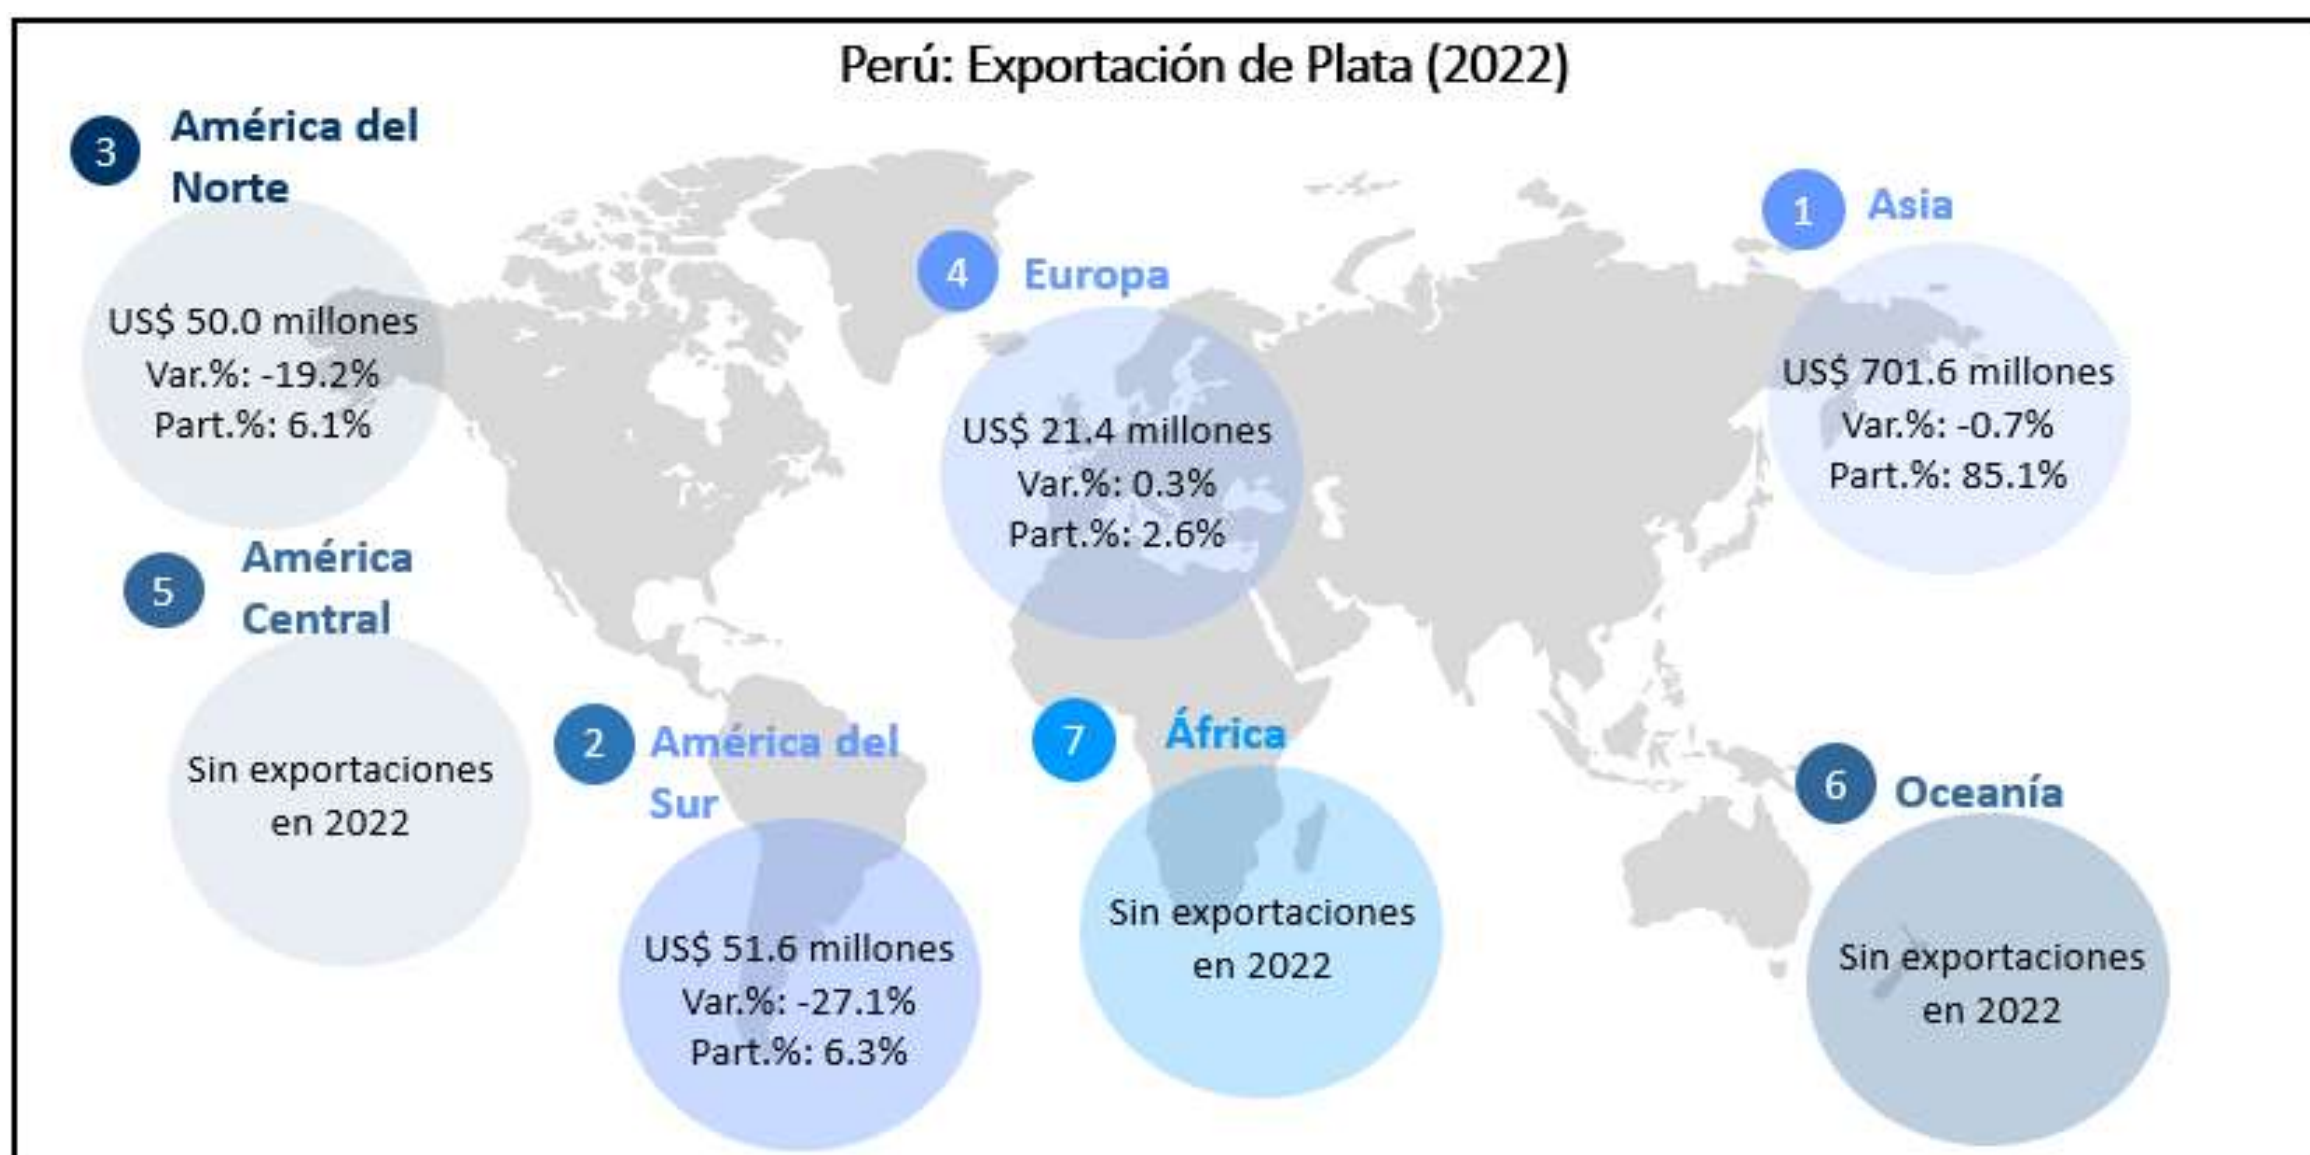 Perú: Exportación de Plata (2022)
3
América del
Norte
US$ 50.0 millones
Var.%: -19.2%
Part.%: 6.1%
4
Europa
US$ 21.4 millones
Var.%: 0.3%
Part.%: 2.6%
1
Asia
US$ 701.6 millones
Var.%: -0.7%
Part.%: 85.1%
5
América
Central
Sin exportaciones
en 2022
2
América del
Sur
US$ 51.6 millones
Var.%: -27.1%
Part.%: 6.3%
7
África
Sin exportaciones
en 2022
6
Oceanía
Sin exportaciones
en 2022